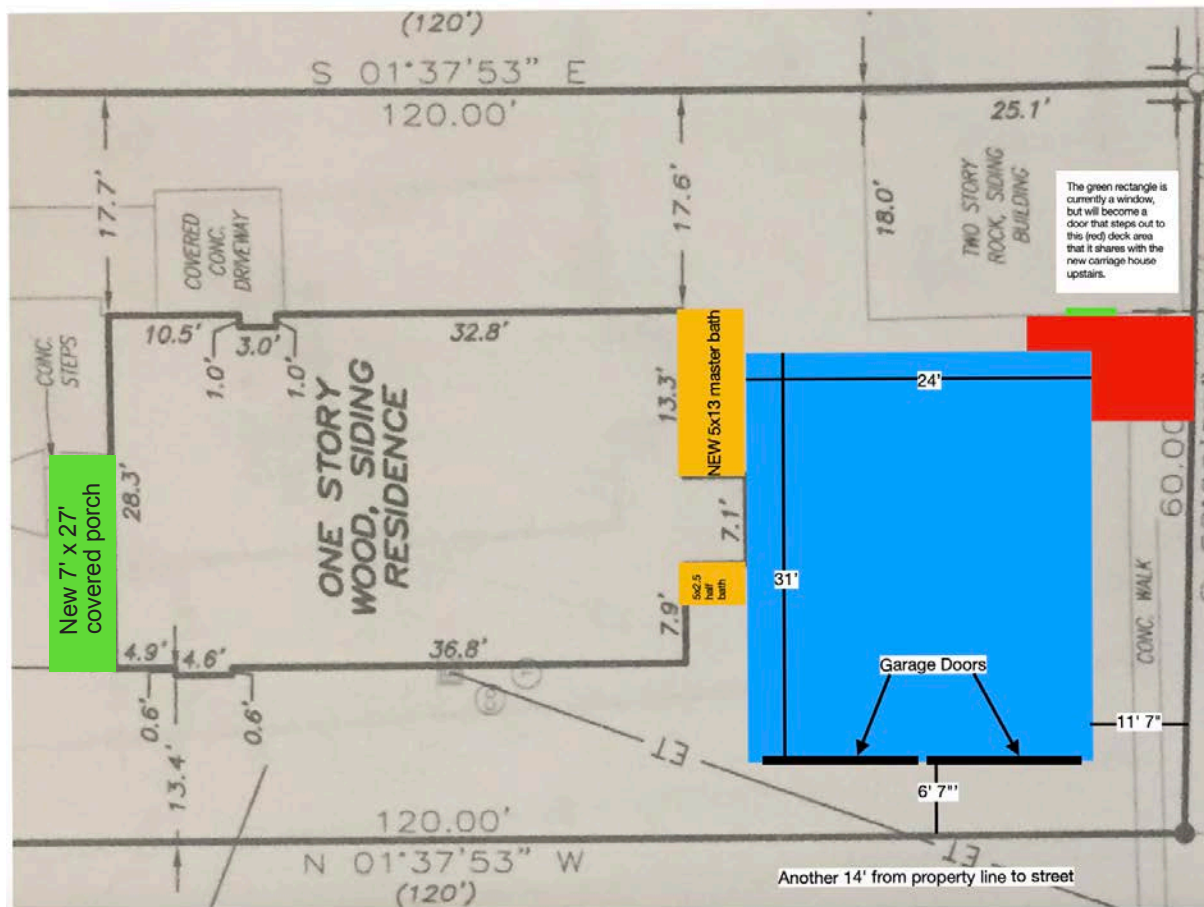 (120')
S 01°37'53" E
120.00'
25.1'
17.7'
17.6'
18.0'
COVERED
CONC.
DRIVEWAY
TWO STORY
ROCK, SIDING
BUILDING
The green rectangle is
currently a window,
but will become a
door that steps out to
this (red) deck area
that it shares with the
new carriage house
upstairs.
CONC.
STEPS
10.5'
3.0'
32.8'
1.0'
1.0'
ONE STORY
WOOD, SIDING
RESIDENCE
13.3'
NEW 5x13 master bath
24'
28.3'
New 7' x 27'
covered porch
7.1'
60.00
31'
5x2.5
half
bath
7.9'
CONC. WALK
4.9'
4.6'
36.8'
Garage Doors
0.6'
0.6'
13.4'
ET
11' 7"
6' 7"'
120.00'
N 01°37'53" W
(120')
ET
ET
Another 14' from property line to street